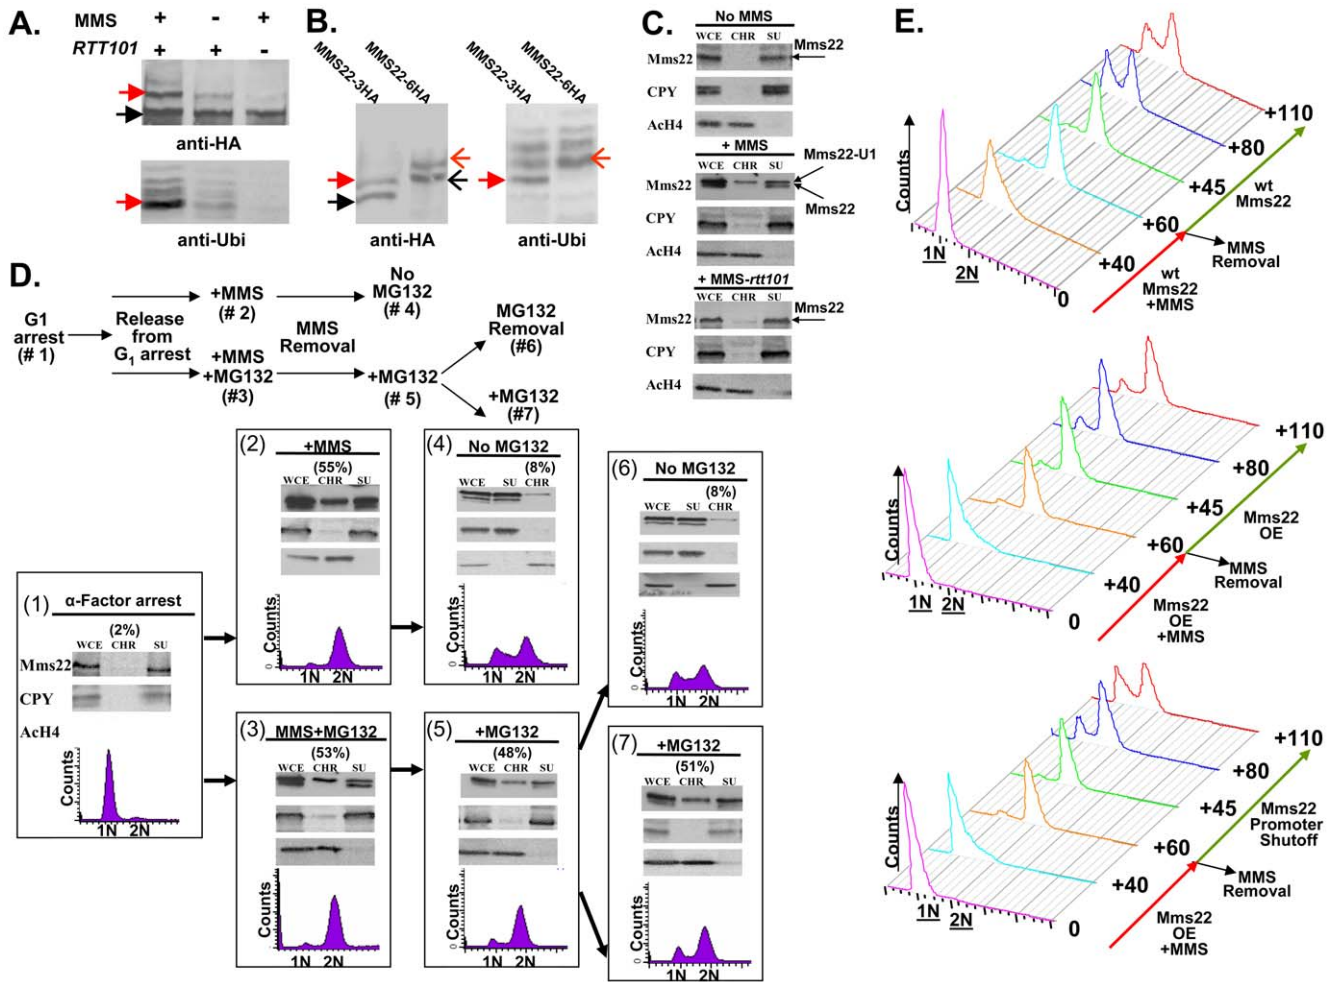 A.
MMS + - +
RTT101 + + -
anti-HA
anti-Ubi
B.
MMS22-3HA
MMS22-6HA
MMS22-3HA
MMS22-6HA
anti-HA
anti-Ubi
C.
No MMS
WCE CHR SU
Mms22
Mms22
CPY
AcH4
+ MMS
WCE CHR SU
Mms22-U1
Mms22
Mms22
CPY
AcH4
+ MMS-rtt101
WCE CHR SU
Mms22
Mms22
CPY
AcH4
D.
G1
arrest
(# 1)
Release
from
G1 arrest
+MMS
(# 2)
+MMS
+MG132
(#3)
MMS
Removal
No
MG132
(# 4)
+MG132
(# 5)
MG132
Removal
(#6)
+MG132
(#7)
(1)
α-Factor arrest
(2%)
WCE CHR SU
Mms22
CPY
AcH4
Counts
1N 2N
(2)
+MMS
(55%)
WCE CHR SU
Counts
0
1N 2N
(3)
MMS+MG132
(53%)
WCE CHR SU
Counts
0
1N 2N
(4)
No MG132
(8%)
WCE SU CHR
Counts
0
1N 2N
(5)
+MG132
(48%)
WCE CHR SU
Counts
0
1N 2N
(6)
No MG132
(8%)
WCE SU CHR
Counts
0
1N 2N
(7)
+MG132
(51%)
WCE CHR SU
Counts
0
1N 2N
E.
Counts
1N
2N
0
+40
+60
+45
+80
+110
wt
Mms22
+MMS
MMS
Removal
wt
Mms22
Counts
1N
2N
0
+40
+60
+45
+80
+110
Mms22
OE
+MMS
MMS
Removal
Mms22
OE
Counts
1N
2N
0
+40
+60
+45
+80
+110
Mms22
OE
+MMS
MMS
Removal
Mms22
Promoter
Shutoff